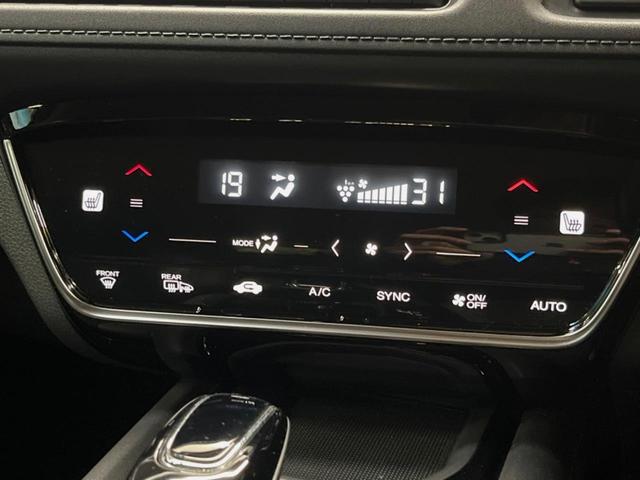 19 31
MODE
FRONT REAR A/C SYNC ON/OFF AUTO